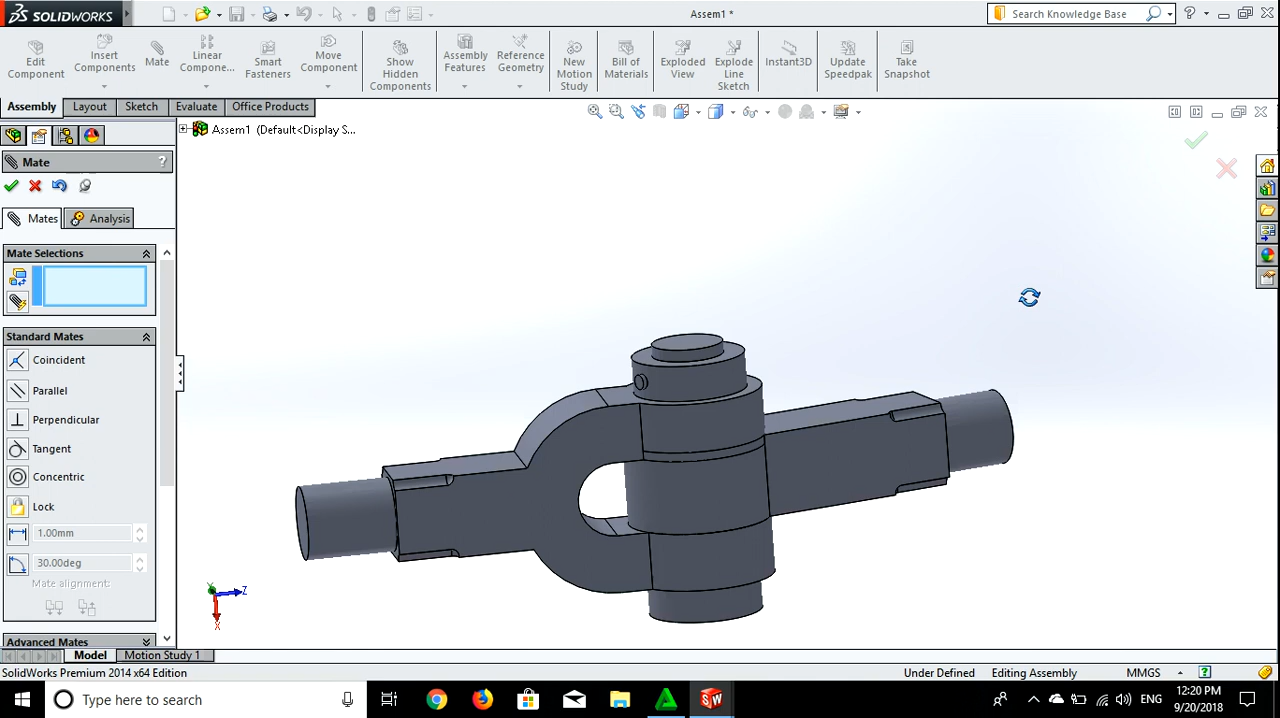 SOLIDWORKS
Assem1 *
Search Knowledge Base
?
Edit Component
Insert Components
Mate
Linear Compone...
Smart Fasteners
Move Component
Show Hidden Components
Assembly Features
Reference Geometry
New Motion Study
Bill of Materials
Exploded View
Explode Line Sketch
Instant3D
Update Speedpak
Take Snapshot
Assembly
Layout
Sketch
Evaluate
Office Products
Assem1 (Default<Display S...
Mate
?
Mates
Analysis
Mate Selections
Standard Mates
Coincident
Parallel
Perpendicular
Tangent
Concentric
Lock
1.00mm
30.00deg
Mate alignment:
Advanced Mates
Y
Z
X
Model
Motion Study 1
SolidWorks Premium 2014 x64 Edition
Under Defined
Editing Assembly
MMGS
?
Type here to search
SW
ENG
12:20 PM
9/20/2018